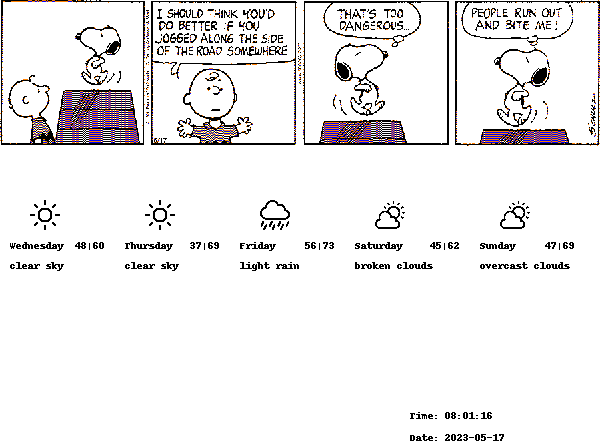 I SHOULD THINK YOU'D
DO BETTER IF YOU
JOGGED ALONG THE SIDE
OF THE ROAD SOMEWHERE
THAT'S TOO
DANGEROUS...
PEOPLE RUN OUT
AND BITE ME!
5/17
Wednesday 48|60
clear sky
Thursday 37|69
clear sky
Friday 56|73
light rain
Saturday 45|62
broken clouds
Sunday 47|69
overcast clouds
Time: 08:01:16
Date: 2023-05-17